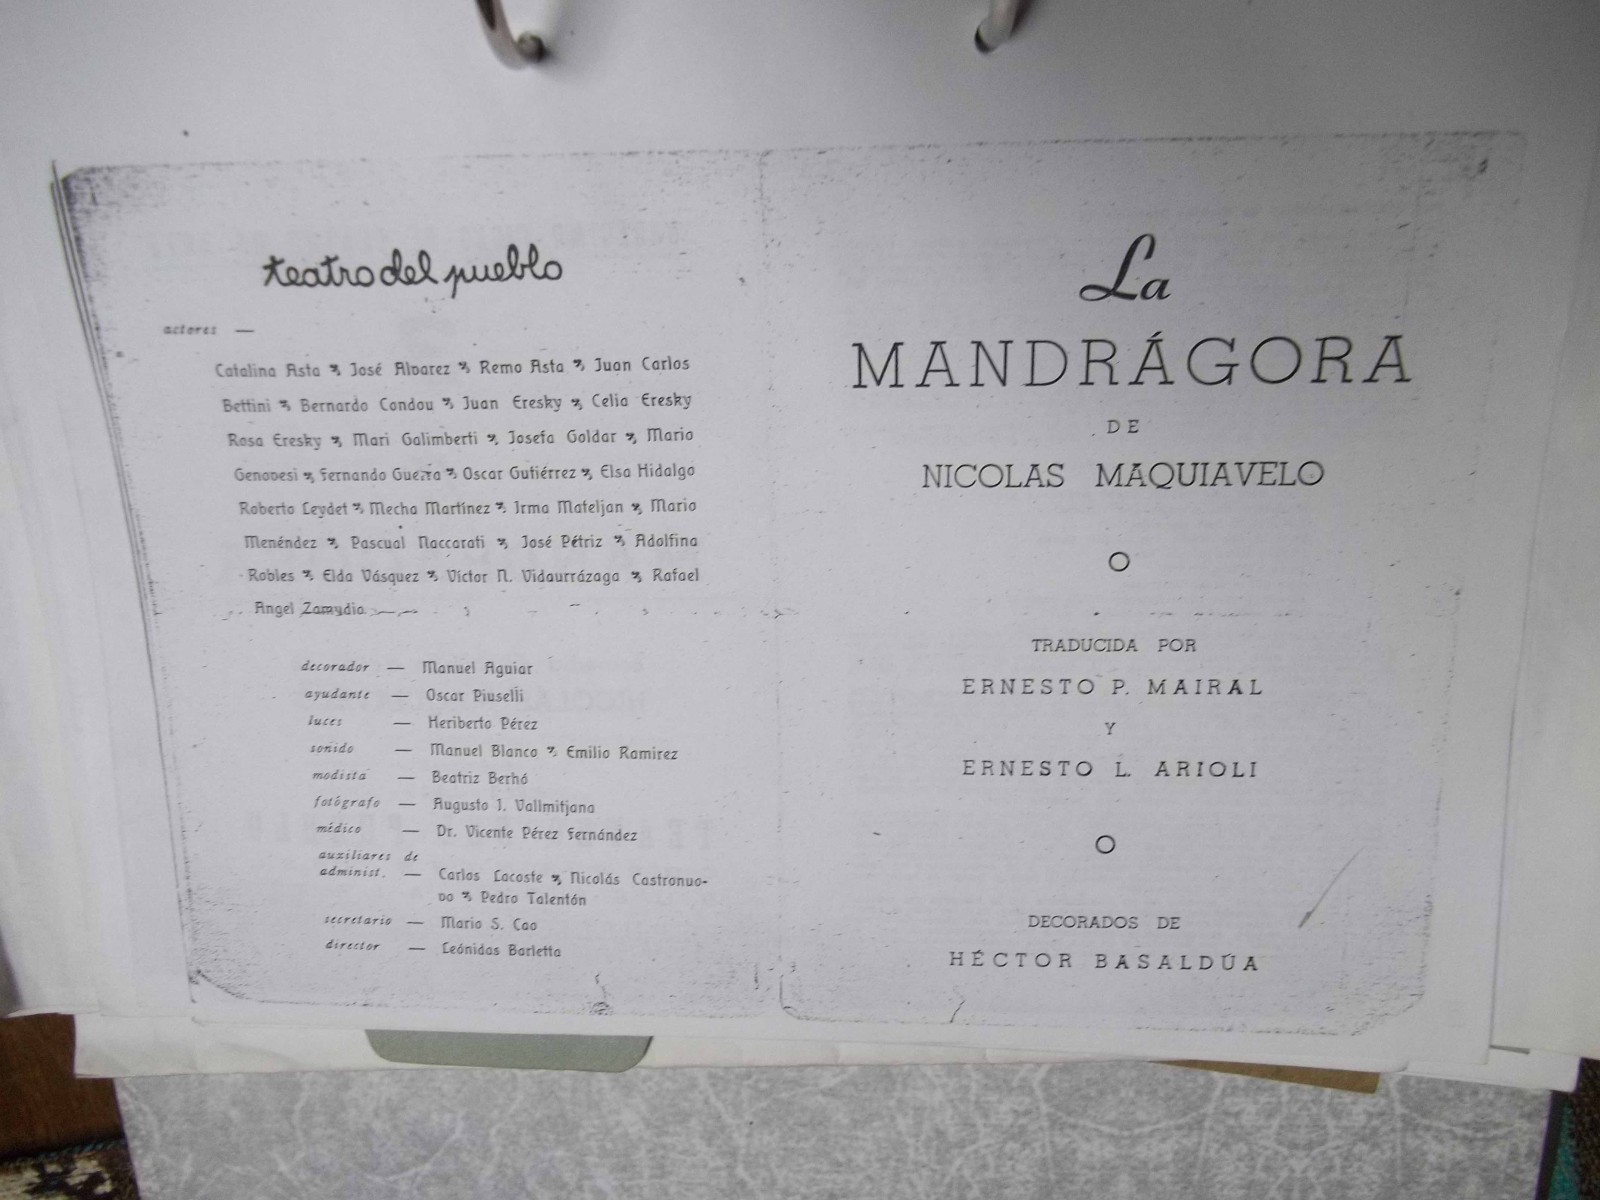 teatro del pueblo
actores —
Catalina Asta José Alvarez Remo Asta Juan Carlos
Bettini Bernardo Condou Juan Eresky Celia Eresky
Rosa Eresky Mari Galimberti Josefa Goldar Mario
Genovesi Fernando Guerra Oscar Gutiérrez Elsa Hidalgo
Roberto Leydet Mecha Martínez Irma Mateljan Mario
Menéndez Pascual Naccarati José Pétriz Adolfina
Robles Elda Vásquez Víctor N. Vidaurrázaga Rafael
Angel Zamydio
decorador — Manuel Aguiar
ayudante — Oscar Piuselli
luces — Heriberto Pérez
sonido — Manuel Blanco Emilio Ramirez
modista — Beatriz Berhó
fotógrafo — Augusto I. Vallmitjana
médico — Dr. Vicente Pérez Fernández
auxiliares de
administ. — Carlos Lacoste Nicolás Castronuo-
vo Pedro Talentón
secretario — Mario S. Cao
director — Leónidas Barletta
La
MANDRÁGORA
DE
NICOLAS MAQUIAVELO
O
TRADUCIDA POR
ERNESTO P. MAIRAL
Y
ERNESTO L. ARIOLI
O
DECORADOS DE
HÉCTOR BASALDÚA